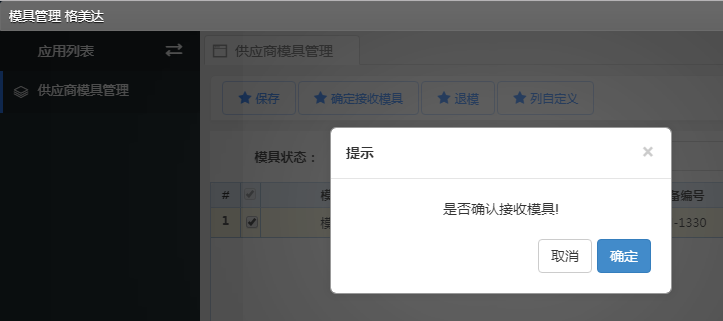 模具管理 格美达
应用列表
供应商模具管理
供应商模具管理
保存 确定接收模具 退模 列自定义
模具状态：
提示 ×
#
备编号
1
-1330
是否确认接收模具!
取消 确定